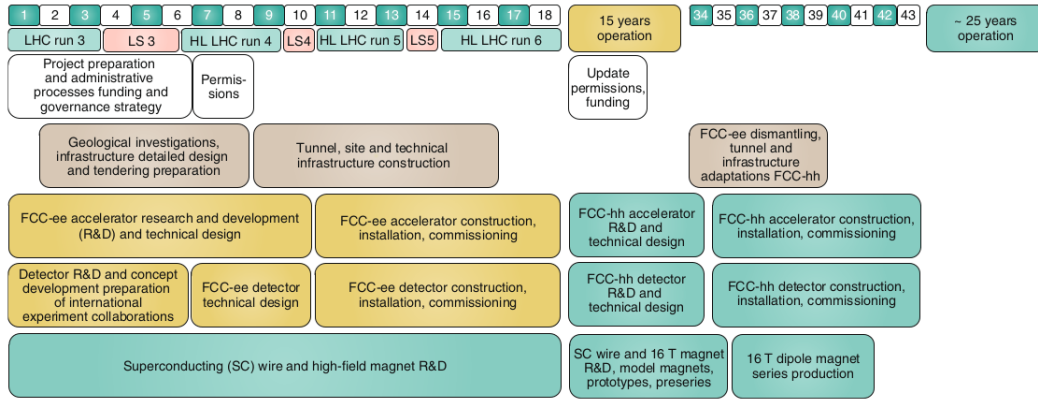 1 2 3 4 5 6 7 8 9 10 11 12 13 14 15 16 17 18
15 years
operation
34 35 36 37 38 39 40 41 42 43
~ 25 years
operation
LHC run 3
LS 3
HL LHC run 4
LS4
HL LHC run 5
LS5
HL LHC run 6
Project preparation
and administrative
processes funding and
governance strategy
Permis-
sions
Update
permissions,
funding
Geological investigations,
infrastructure detailed design
and tendering preparation
Tunnel, site and technical
infrastructure construction
FCC-ee dismantling,
tunnel and
infrastructure
adaptations FCC-hh
FCC-ee accelerator research and development
(R&D) and technical design
FCC-ee accelerator construction,
installation, commissioning
FCC-hh accelerator
R&D and
technical design
FCC-hh accelerator construction,
installation, commissioning
Detector R&D and concept
development preparation
of international
experiment collaborations
FCC-ee detector
technical design
FCC-ee detector construction,
installation, commissioning
FCC-hh detector
R&D and
technical design
FCC-hh detector construction,
installation, commissioning
Superconducting (SC) wire and high-field magnet R&D
SC wire and 16 T magnet
R&D, model magnets,
prototypes, preseries
16 T dipole magnet
series production